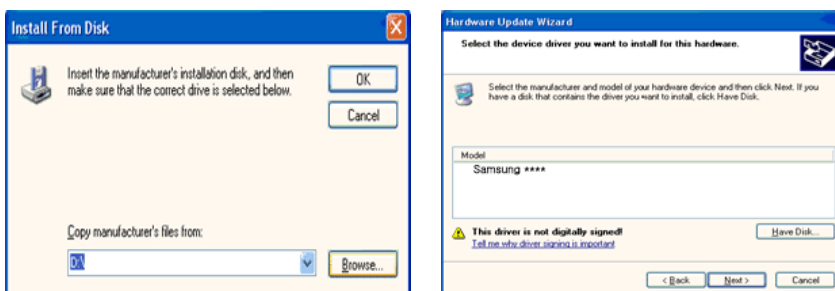 Install From Disk
Insert the manufacturer's installation disk, and then
make sure that the correct drive is selected below.
OK
Cancel
Copy manufacturer's files from:
D:\
Browse...
Hardware Update Wizard
Select the device driver you want to install for this hardware.
Select the manufacturer and model of your hardware device and then click Next. If you
have a disk that contains the driver you want to install, click Have Disk.
Model
Samsung ****
This driver is not digitally signed!
Tell me why driver signing is important
Have Disk...
< Back
Next >
Cancel